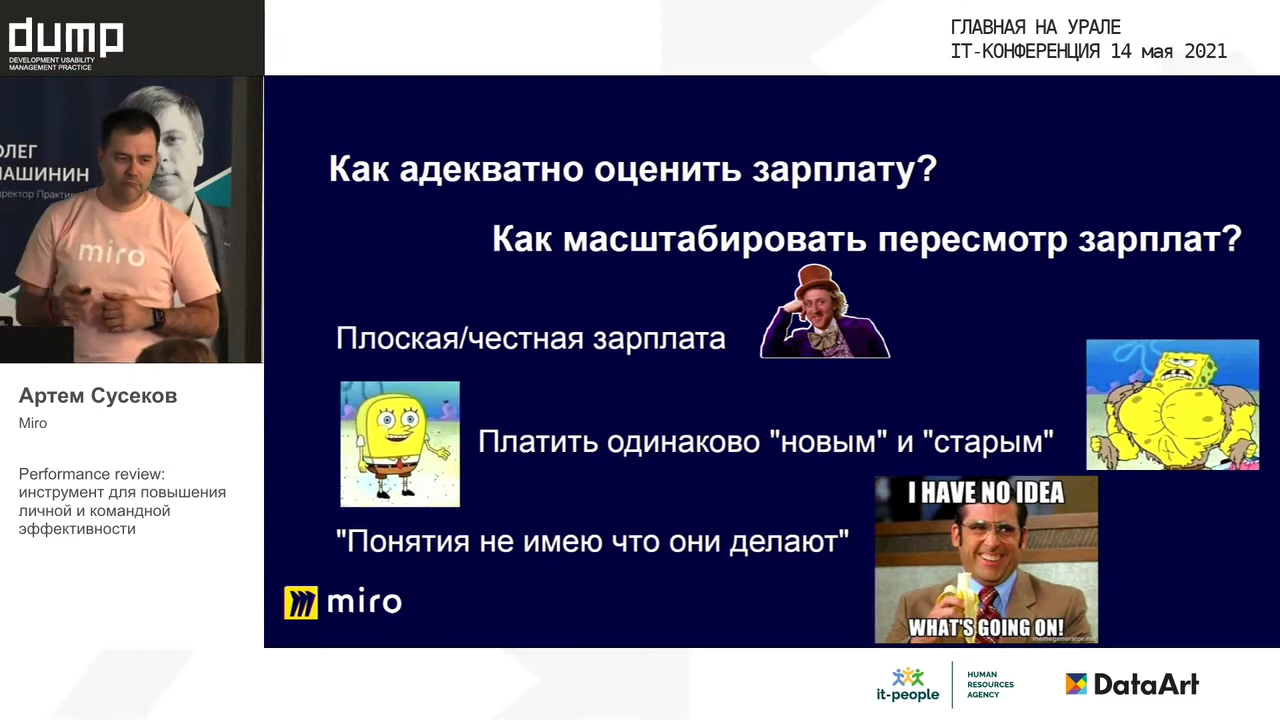 dump
DEVELOPMENT USABILITY
MANAGEMENT PRACTICE
ГЛАВНАЯ НА УРАЛЕ
IT-КОНФЕРЕНЦИЯ 14 мая 2021
miro
Артем Сусеков
Miro
Performance review:
инструмент для повышения
личной и командной
эффективности
Как адекватно оценить зарплату?
Как масштабировать пересмотр зарплат?
Плоская/честная зарплата
Платить одинаково "новым" и "старым"
"Понятия не имею что они делают"
I HAVE NO IDEA
WHAT'S GOING ON!
miro
it-people
HUMAN
RESOURCES
AGENCY
DataArt